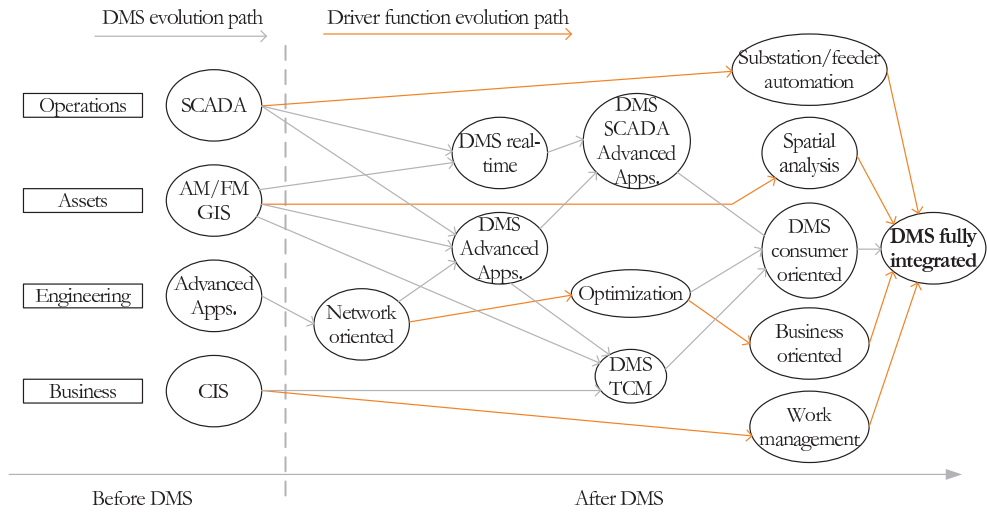 DMS evolution path
Driver function evolution path
Operations
SCADA
Substation/feeder
automation
DMS real-
time
DMS
SCADA
Advanced
Apps.
Spatial
analysis
Assets
AM/FM
GIS
DMS
Advanced
Apps.
DMS
consumer
oriented
DMS fully
integrated
Engineering
Advanced
Apps.
Network
oriented
Optimization
Business
oriented
Business
CIS
DMS
TCM
Work
management
Before DMS
After DMS